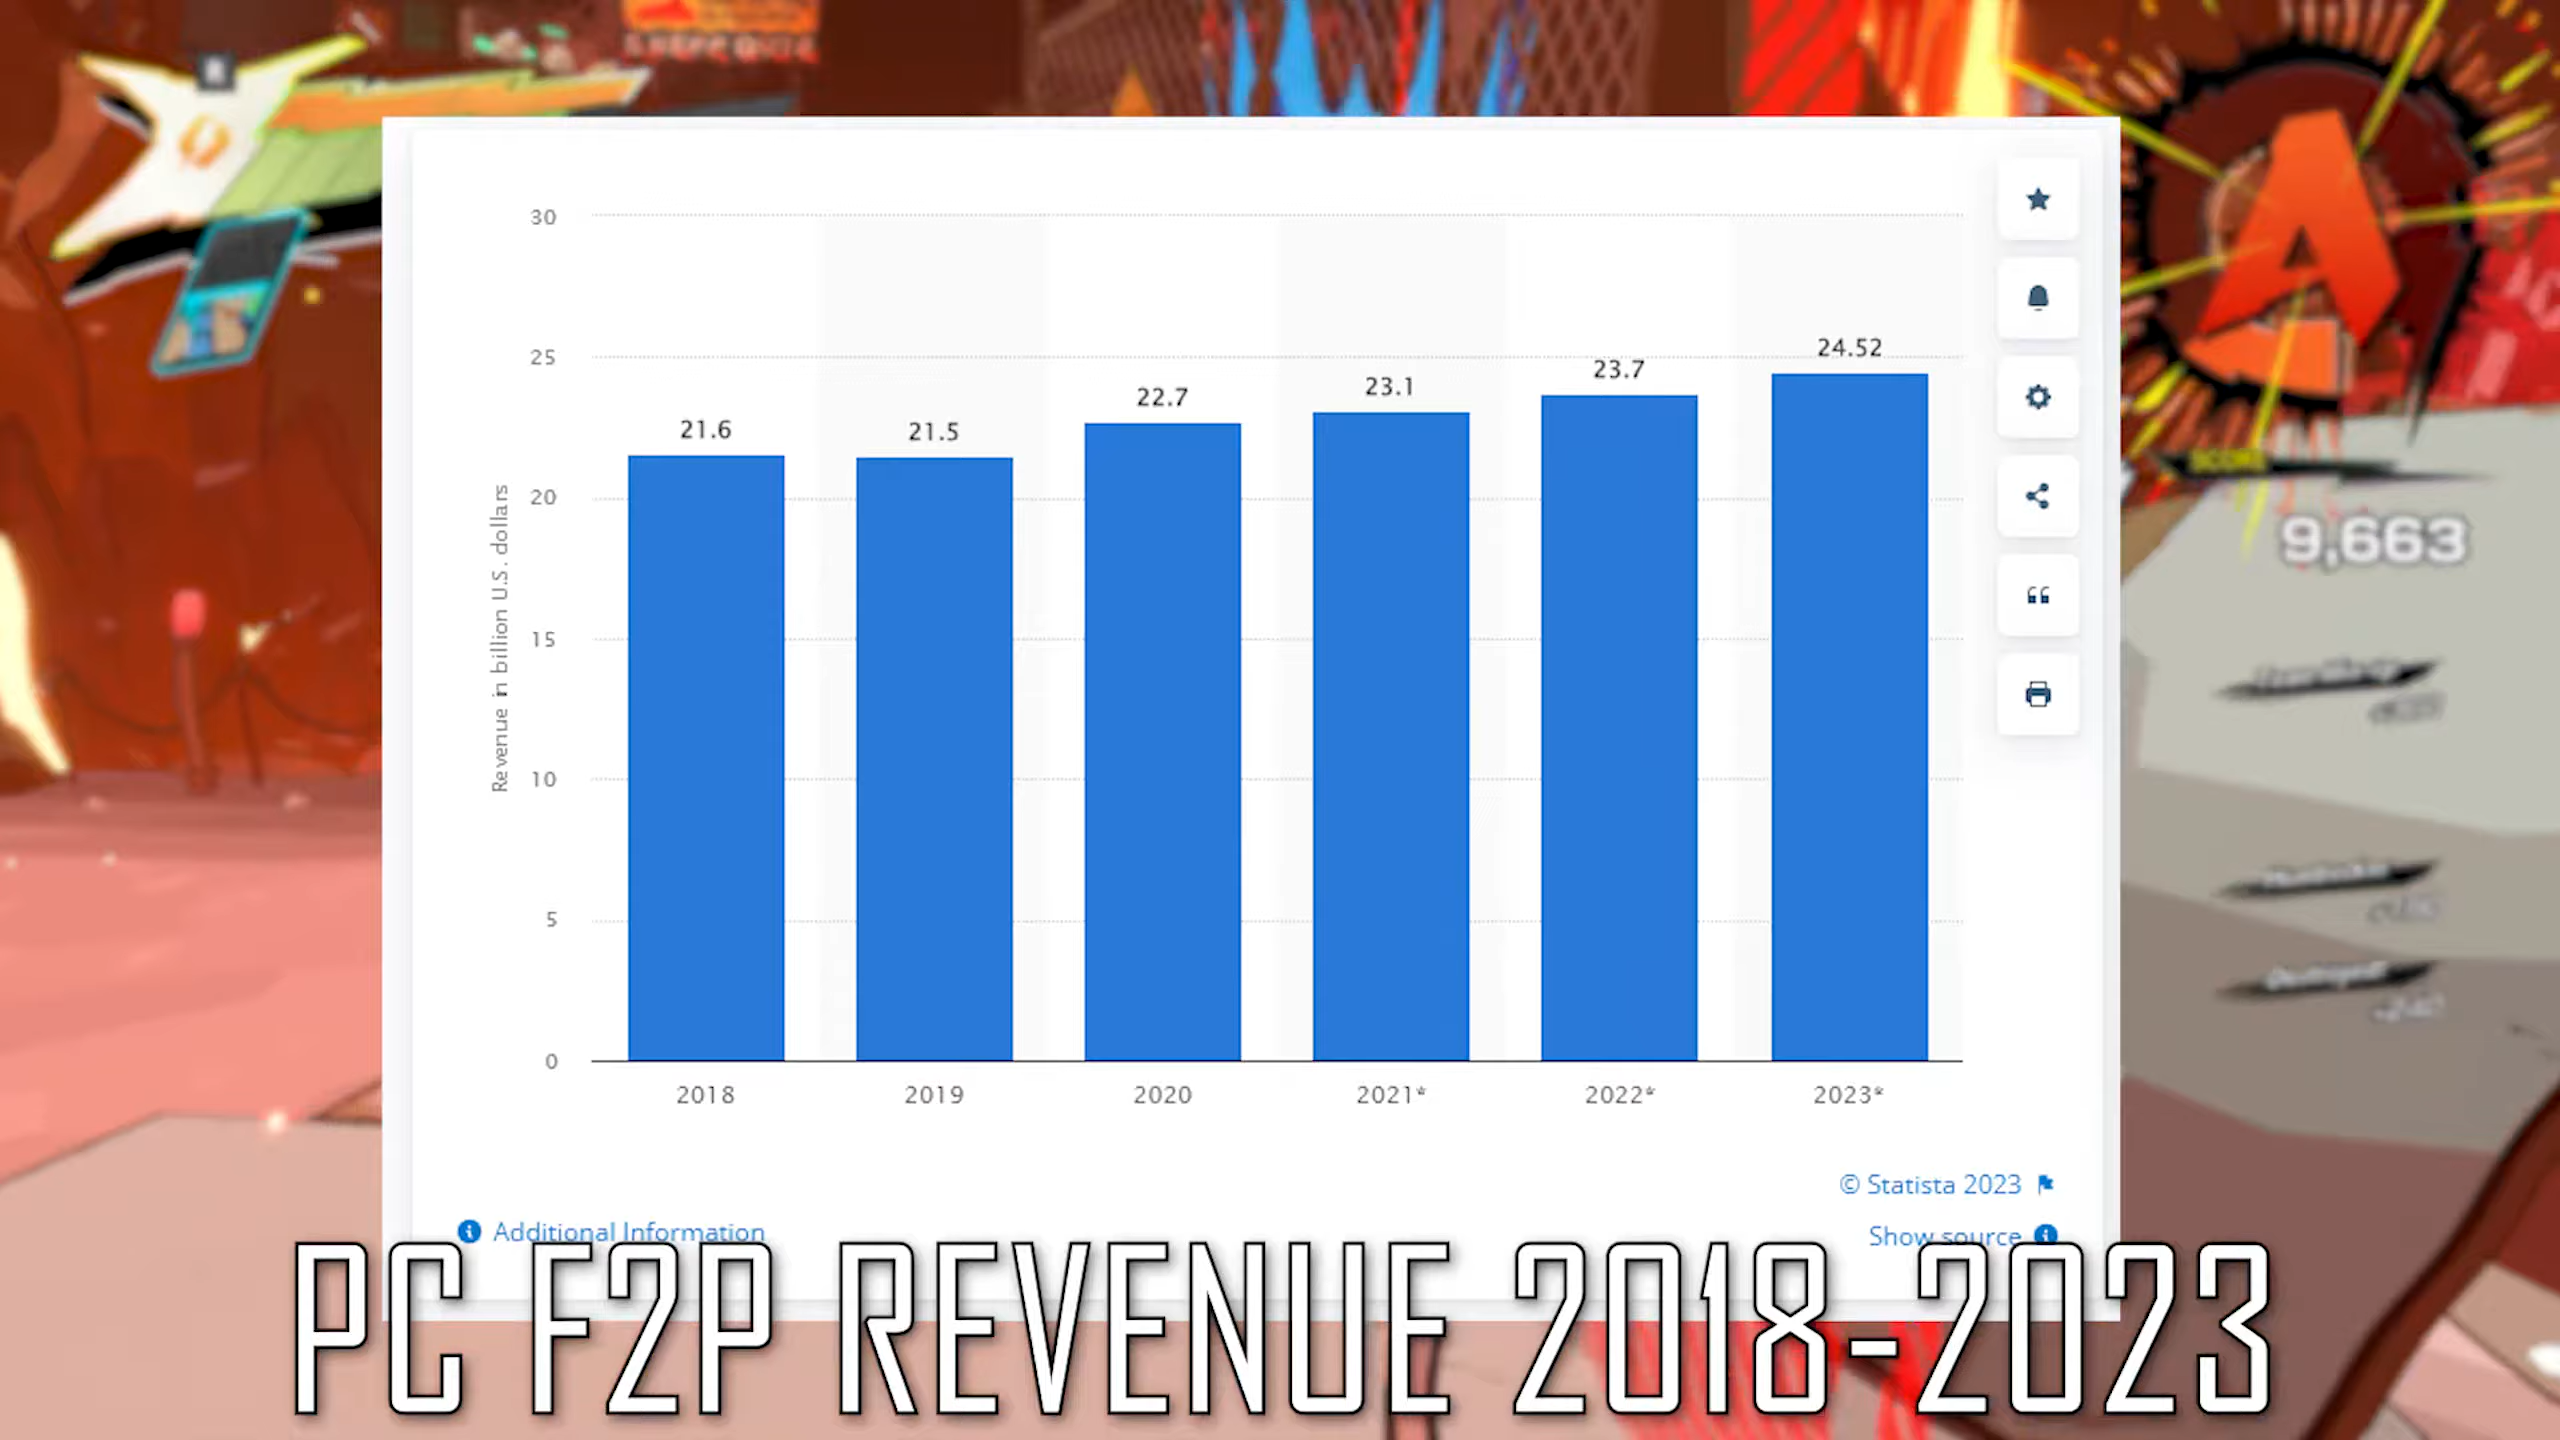 30
25
20
15
10
5
0
Revenue in billion U.S. dollars
21.6
21.5
22.7
23.1
23.7
24.52
2018
2019
2020
2021*
2022*
2023*
© Statista 2023
Additional Information
Show source
PC F2P REVENUE 2018-2023
A
SCORE
9,663